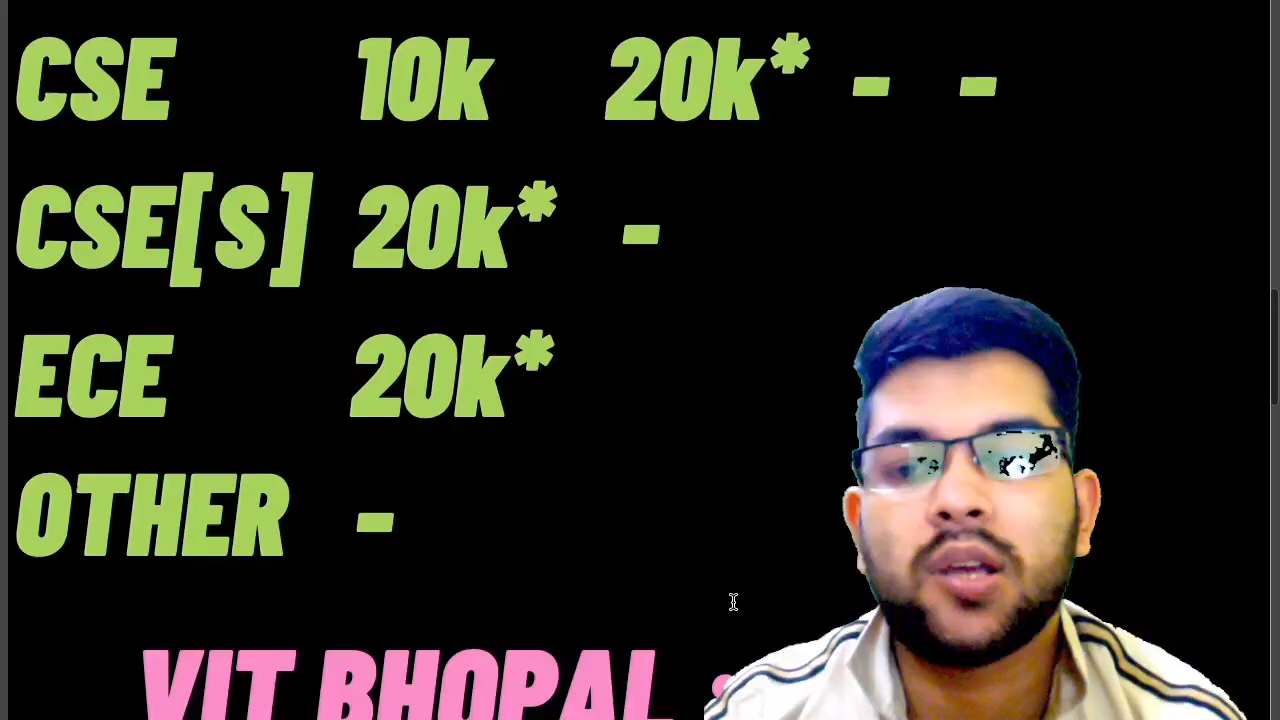 CSE 10k 20k* - -
CSE[S] 20k* -
ECE 20k*
OTHER -
VIT BHOPAL